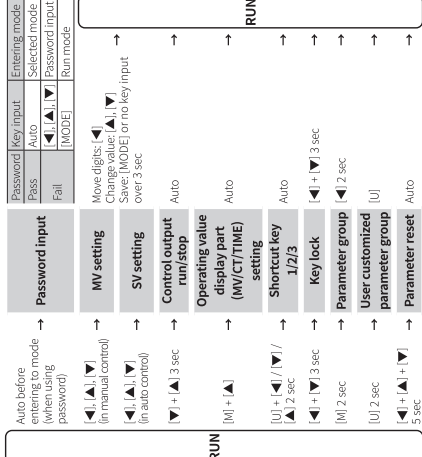 Password Key input Entering mode
Pass Auto Selected mode
Fail [◀], [▲], [▼] Password input
[MODE] Run mode
RUN
Auto before
entering to mode
(when using
password)
→ Password input
[◀], [▲], [▼]
(in manual control)
→ MV setting
Move digits: [◀]
Change value: [▲], [▼]
Save: [MODE] or no key input
over 3 sec
→
[◀], [▲], [▼]
(in auto control)
→ SV setting
[▼] + [▲] 3 sec → Control output
run/stop
Auto →
[M] + [▲] → Operating value
display part
(MV/CT/TIME)
setting
Auto →
[U] + [◀] / [▼] /
[▲] 2 sec
→ Shortcut key
1/2/3
Auto →
[◀] + [▼] 3 sec → Key lock [◀] + [▼] 3 sec →
[M] 2 sec → Parameter group [◀] 2 sec →
[U] 2 sec → User customized
parameter group
[U] →
[◀] + [▲] + [▼]
5 sec
→ Parameter reset Auto →
RUN